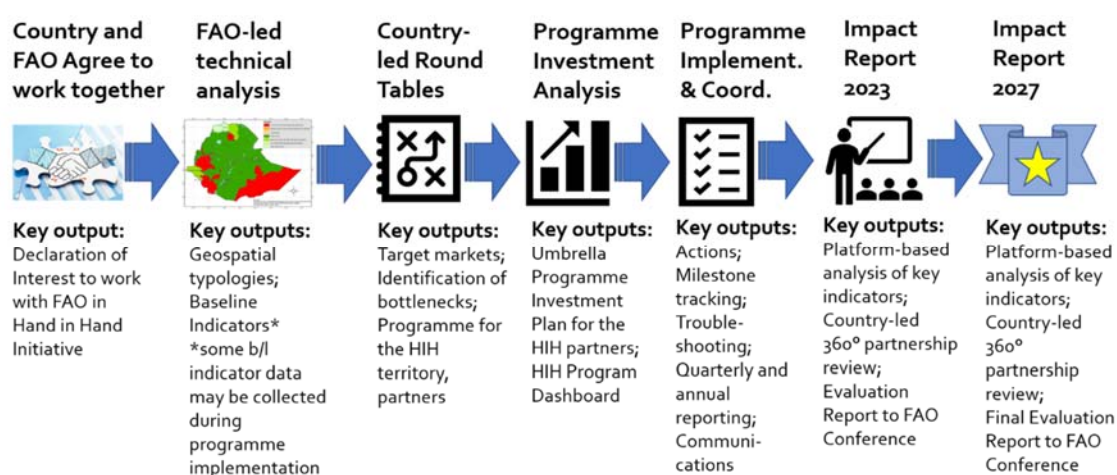 Country and
FAO Agree to
work together
Key output:
Declaration of
Interest to work
with FAO in
Hand in Hand
Initiative
FAO-led
technical
analysis
Key outputs:
Geospatial
typologies;
Baseline
Indicators*
*some b/l
indicator data
may be collected
during
programme
implementation
Country-
led Round
Tables
Key outputs:
Target markets;
Identification of
bottlenecks;
Programme for
the HIH
territory,
partners
Programme
Investment
Analysis
Key outputs:
Umbrella
Programme
Investment
Plan for the
HIH partners;
HIH Program
Dashboard
Programme
Implement.
& Coord.
Key outputs:
Actions;
Milestone
tracking;
Trouble-
shooting;
Quarterly and
annual
reporting;
Communi-
cations
Impact
Report
2023
Key outputs:
Platform-based
analysis of key
indicators;
Country-led
360° partnership
review;
Evaluation
Report to FAO
Conference
Impact
Report
2027
Key outputs:
Platform-based
analysis of key
indicators;
Country-led
360°
partnership
review;
Final Evaluation
Report to FAO
Conference